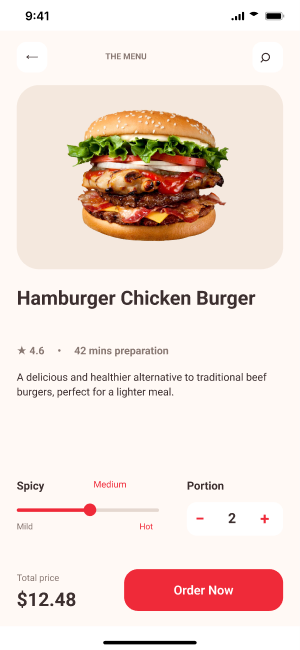 9:41
THE MENU
Hamburger Chicken Burger
★ 4.6 • 42 mins preparation
A delicious and healthier alternative to traditional beef
burgers, perfect for a lighter meal.
Spicy Medium Portion
− 2 +
Mild Hot
Total price
$12.48
Order Now